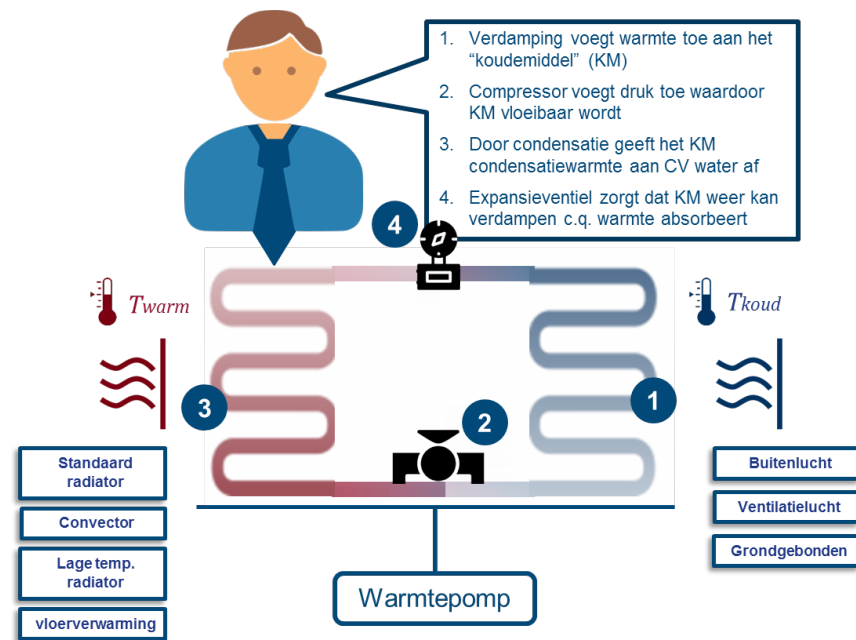 1. Verdamping voegt warmte toe aan het
“koudemiddel” (KM)
2. Compressor voegt druk toe waardoor
KM vloeibaar wordt
3. Door condensatie geeft het KM
condensatiewarmte aan CV water af
4. Expansieventiel zorgt dat KM weer kan
verdampen c.q. warmte absorbeert
4
Twarm
Tkoud
3
2
1
Standaard
radiator
Convector
Lage temp.
radiator
vloerverwarming
Buitenlucht
Ventilatielucht
Grondgebonden
Warmtepomp